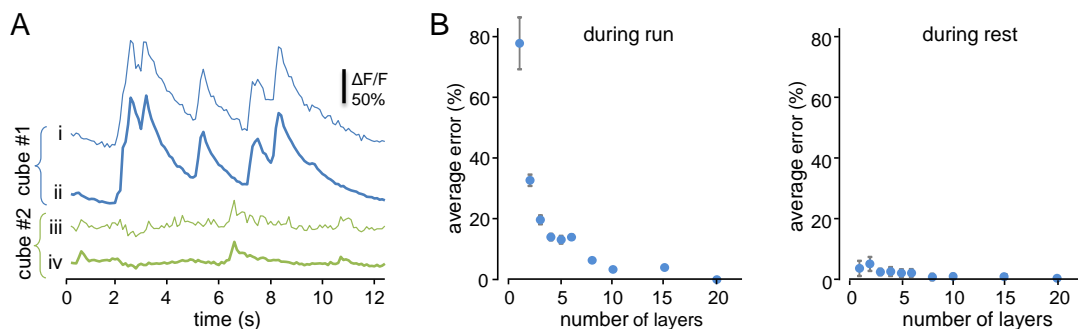 A
ΔF/F
50%
cube #1
i
ii
cube #2
iii
iv
0 2 4 6 8 10 12
time (s)
B
during run
average error (%)
80
60
40
20
0
0 5 10 15 20
number of layers
during rest
average error (%)
80
60
40
20
0
0 5 10 15 20
number of layers